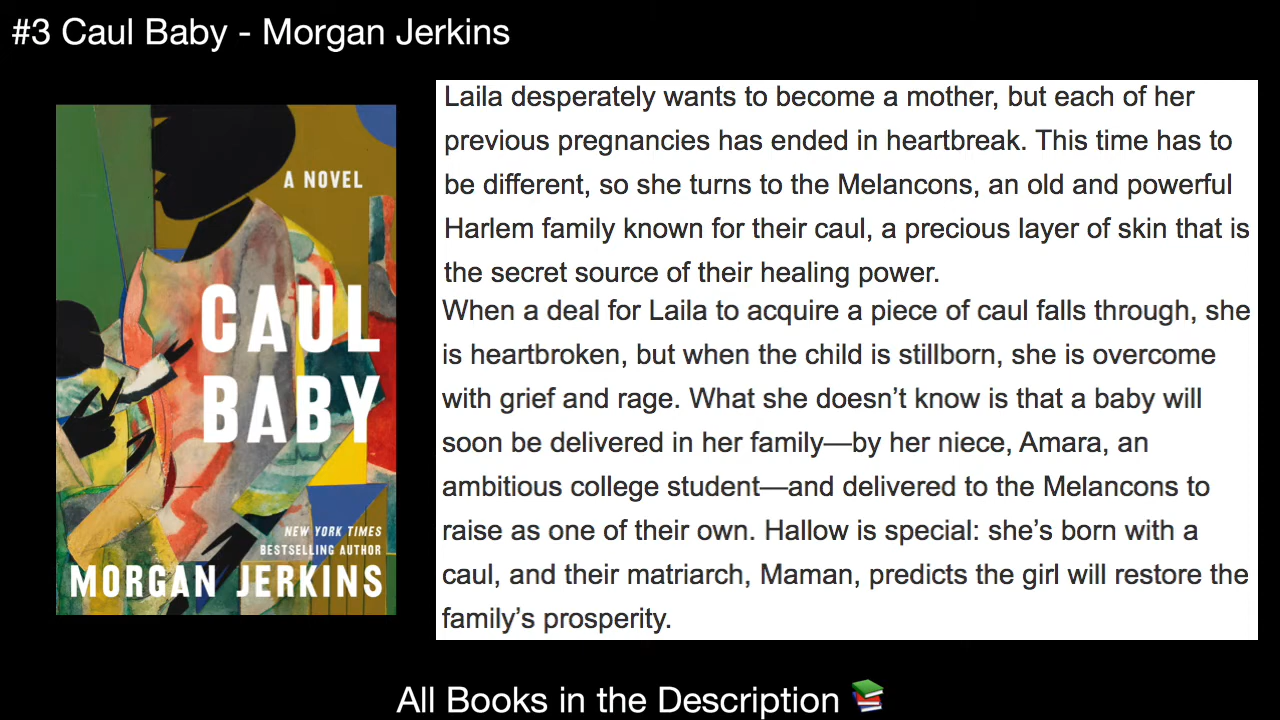 #3 Caul Baby - Morgan Jerkins
A NOVEL
CAUL
BABY
NEW YORK TIMES
BESTSELLING AUTHOR
MORGAN JERKINS
Laila desperately wants to become a mother, but each of her
previous pregnancies has ended in heartbreak. This time has to
be different, so she turns to the Melancons, an old and powerful
Harlem family known for their caul, a precious layer of skin that is
the secret source of their healing power.
When a deal for Laila to acquire a piece of caul falls through, she
is heartbroken, but when the child is stillborn, she is overcome
with grief and rage. What she doesn’t know is that a baby will
soon be delivered in her family—by her niece, Amara, an
ambitious college student—and delivered to the Melancons to
raise as one of their own. Hallow is special: she’s born with a
caul, and their matriarch, Maman, predicts the girl will restore the
family’s prosperity.
All Books in the Description 📚